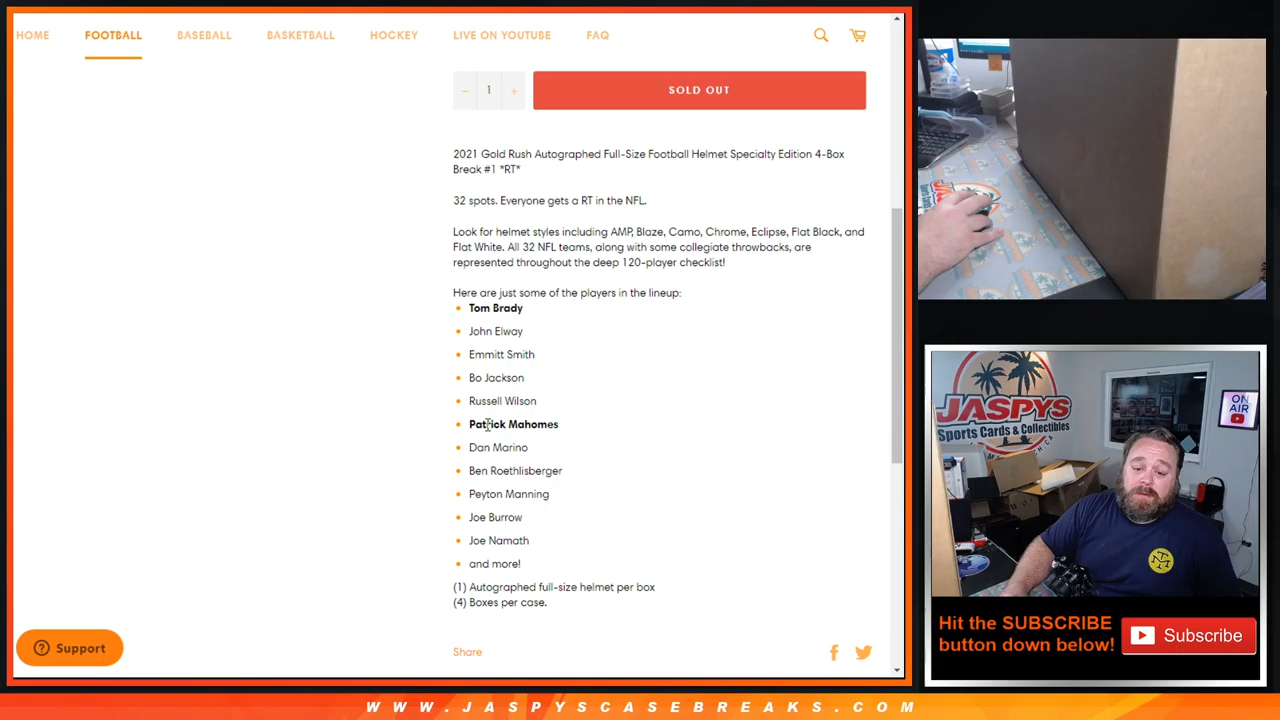 HOME FOOTBALL BASEBALL BASKETBALL HOCKEY LIVE ON YOUTUBE FAQ
− 1 + SOLD OUT
2021 Gold Rush Autographed Full-Size Football Helmet Specialty Edition 4-Box
Break #1 *RT*
32 spots. Everyone gets a RT in the NFL.
Look for helmet styles including AMP, Blaze, Camo, Chrome, Eclipse, Flat Black, and
Flat White. All 32 NFL teams, along with some collegiate throwbacks, are
represented throughout the deep 120-player checklist!
Here are just some of the players in the lineup:
Tom Brady
John Elway
Emmitt Smith
Bo Jackson
Russell Wilson
Patrick Mahomes
Dan Marino
Ben Roethlisberger
Peyton Manning
Joe Burrow
Joe Namath
and more!
(1) Autographed full-size helmet per box
(4) Boxes per case.
Support
Share
JASPYS
Sports Cards & Collectibles
ON
AIR
Hit the SUBSCRIBE
button down below!
Subscribe
WWW.JASPYSCASEBREAKS.COM